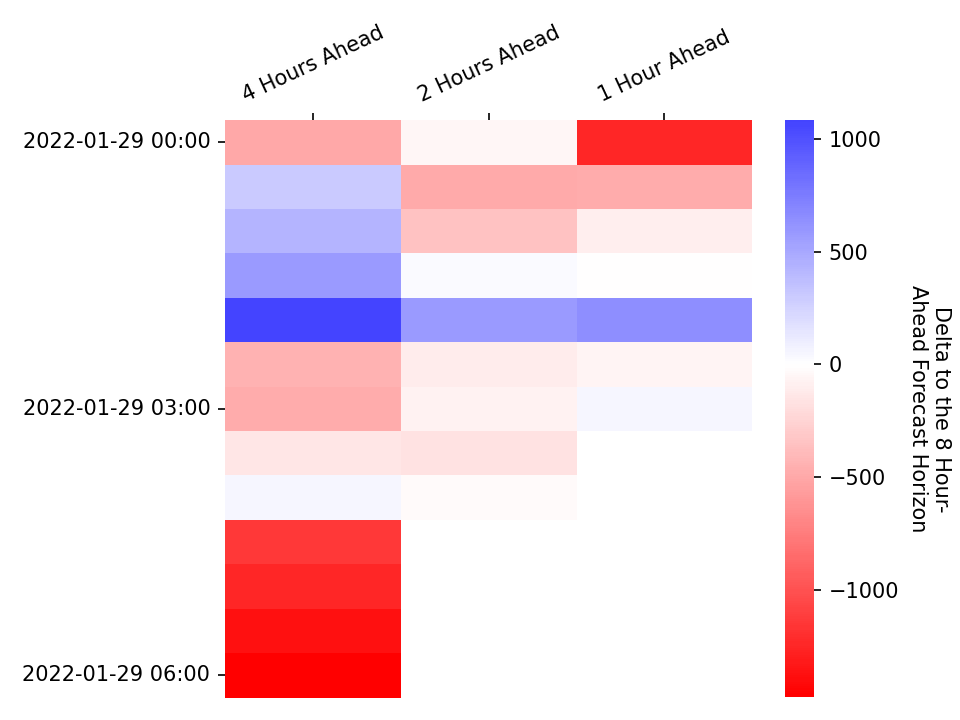 4 Hours Ahead
2 Hours Ahead
1 Hour Ahead
2022-01-29 00:00
2022-01-29 03:00
2022-01-29 06:00
1000
500
0
−500
−1000
Delta to the 8 Hour-
Ahead Forecast Horizon